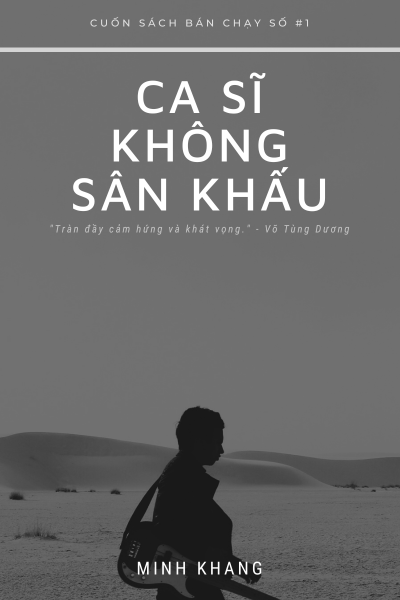 CUỐN SÁCH BÁN CHẠY SỐ #1
CA SĨ
KHÔNG
SÂN KHẤU
"Tràn đầy cảm hứng và khát vọng." - Võ Tùng Dương
MINH KHANG